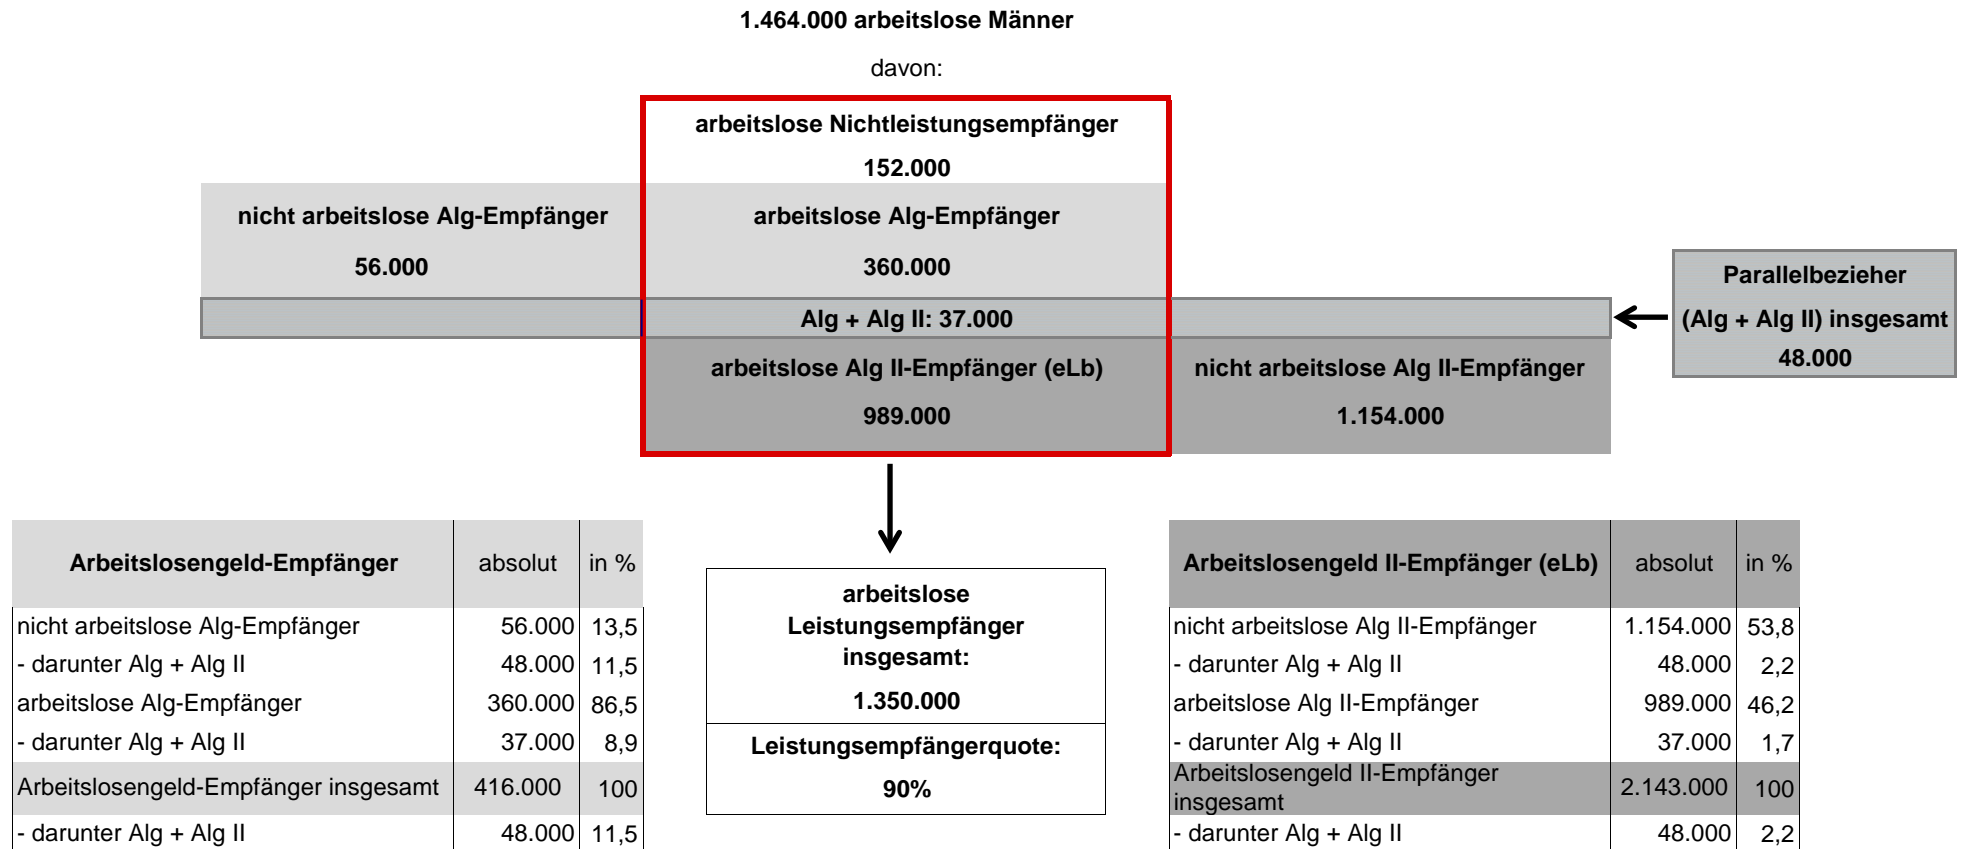 1.464.000 arbeitslose Männer
davon:
arbeitslose Nichtleistungsempfänger
152.000
nicht arbeitslose Alg-Empfänger
56.000
arbeitslose Alg-Empfänger
360.000
Alg + Alg II: 37.000
Parallelbezieher
(Alg + Alg II) insgesamt
48.000
arbeitslose Alg II-Empfänger (eLb)
989.000
nicht arbeitslose Alg II-Empfänger
1.154.000
Arbeitslosengeld-Empfänger absolut in %
nicht arbeitslose Alg-Empfänger 56.000 13,5
- darunter Alg + Alg II 48.000 11,5
arbeitslose Alg-Empfänger 360.000 86,5
- darunter Alg + Alg II 37.000 8,9
Arbeitslosengeld-Empfänger insgesamt 416.000 100
- darunter Alg + Alg II 48.000 11,5
arbeitslose
Leistungsempfänger
insgesamt:
1.350.000
Leistungsempfängerquote:
90%
Arbeitslosengeld II-Empfänger (eLb) absolut in %
nicht arbeitslose Alg II-Empfänger 1.154.000 53,8
- darunter Alg + Alg II 48.000 2,2
arbeitslose Alg II-Empfänger 989.000 46,2
- darunter Alg + Alg II 37.000 1,7
Arbeitslosengeld II-Empfänger
insgesamt 2.143.000 100
- darunter Alg + Alg II 48.000 2,2